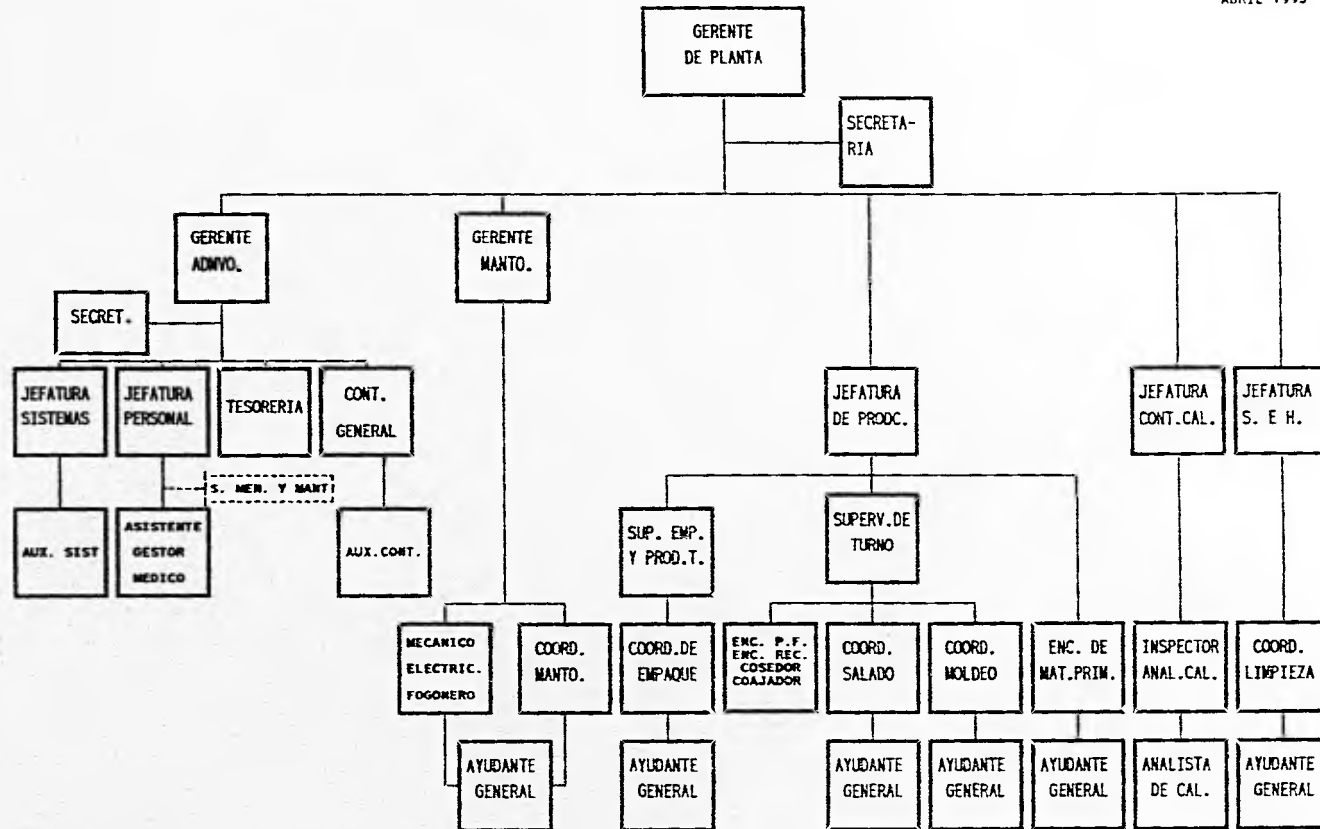 GERENTE
DE PLANTA
SECRETA-
RIA
GERENTE
ADMVO.
GERENTE
MANTO.
SECRET.
JEFATURA
SISTEMAS
JEFATURA
PERSONAL
TESORERIA
CONT.
GENERAL
JEFATURA
DE PRODC.
JEFATURA
CONT.CAL.
JEFATURA
S. E H.
S. MEN. Y MANT
AUX. SIST
ASISTENTE
GESTOR
MEDICO
AUX.CONT.
SUP. EMP.
Y PROD.T.
SUPERV.DE
TURNO
MECANICO
ELECTRIC.
FOGONERO
COORD.
MANTO.
COORD.DE
EMPAQUE
ENC. P.F.
ENC. REC.
COSEDOR
COAJADOR
COORD.
SALADO
COORD.
MOLDEO
ENC. DE
MAT.PRIM.
INSPECTOR
ANAL.CAL.
COORD.
LIMPIEZA
AYUDANTE
GENERAL
AYUDANTE
GENERAL
AYUDANTE
GENERAL
AYUDANTE
GENERAL
AYUDANTE
GENERAL
ANALISTA
DE CAL.
AYUDANTE
GENERAL